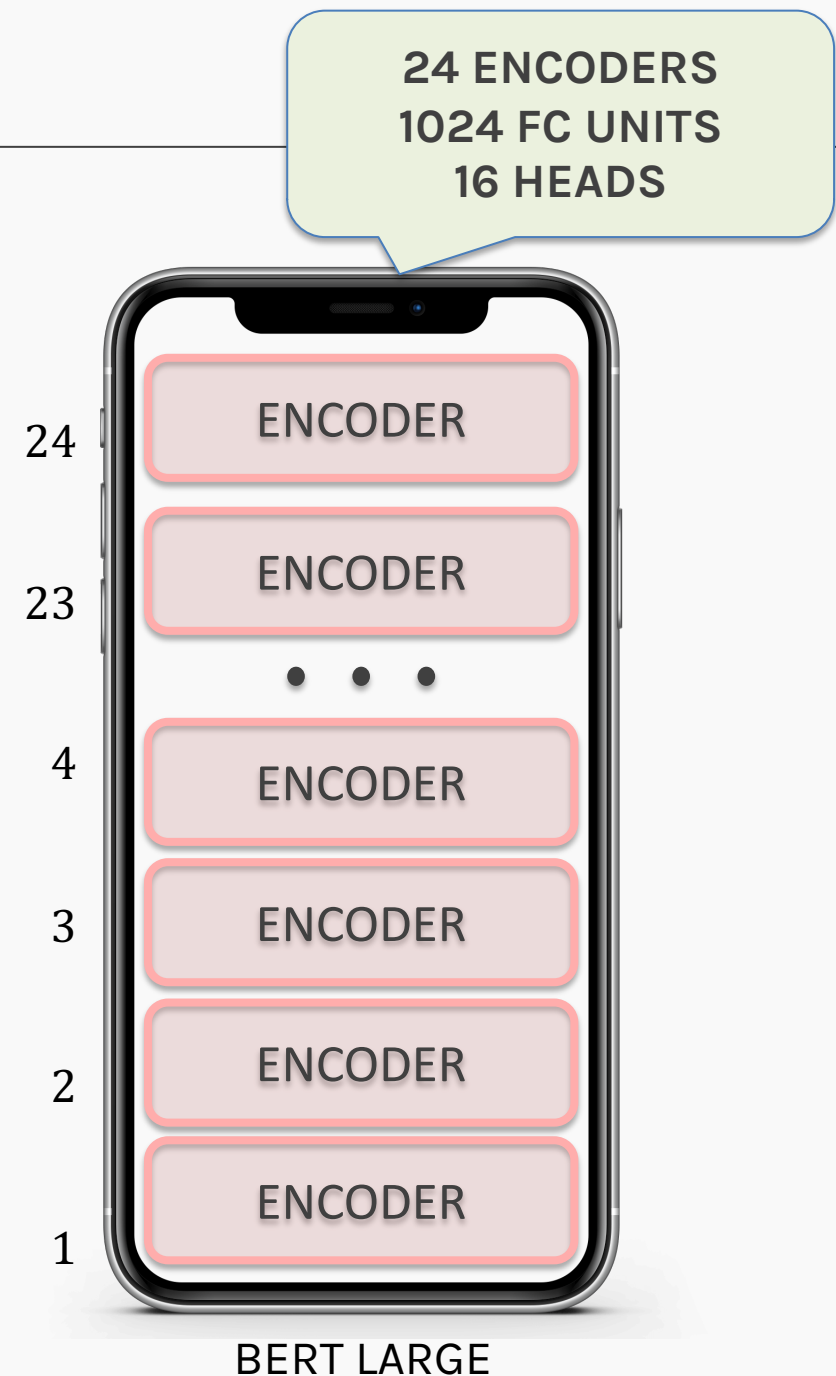 24 ENCODERS
1024 FC UNITS
16 HEADS
24 ENCODER
23 ENCODER
• • •
4 ENCODER
3 ENCODER
2 ENCODER
1 ENCODER
BERT LARGE